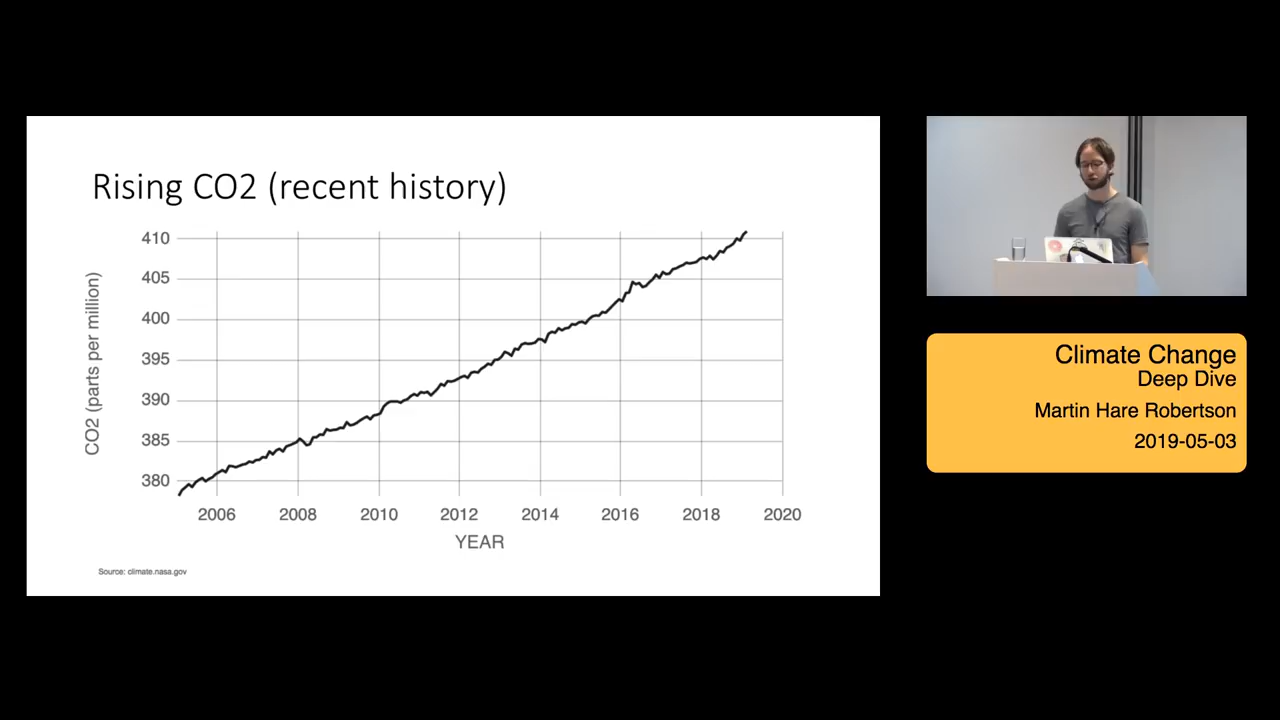 Rising CO2 (recent history)
CO2 (parts per million)
410
405
400
395
390
385
380
2006 2008 2010 2012 2014 2016 2018 2020
YEAR
Source: climate.nasa.gov
Climate Change
Deep Dive
Martin Hare Robertson
2019-05-03